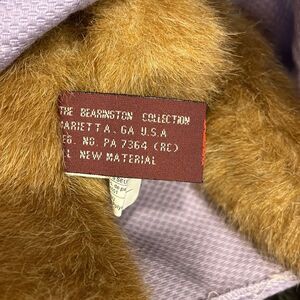 THE BEARINGTON COLLECTION
ARIETTA, GA U.S.A
EG. NO. PA 7364 (RE)
NEW MATERIAL